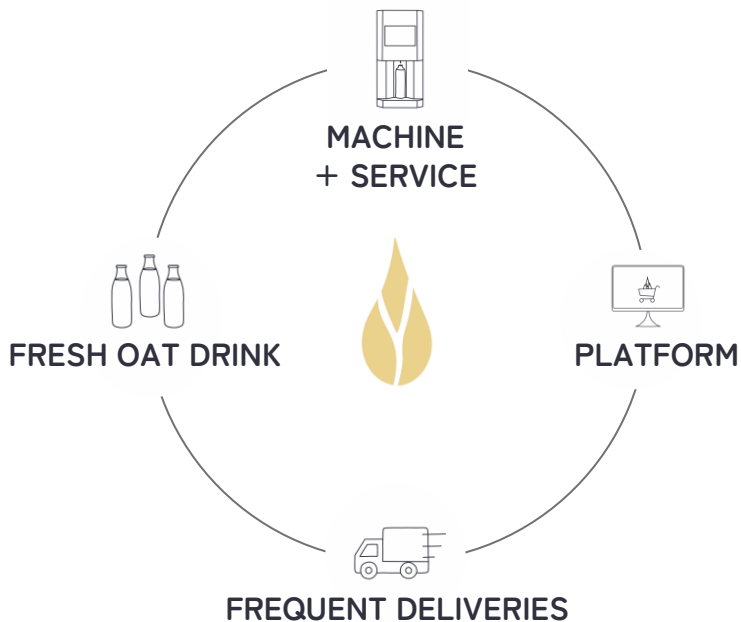 MACHINE
+ SERVICE
FRESH OAT DRINK
PLATFORM
FREQUENT DELIVERIES